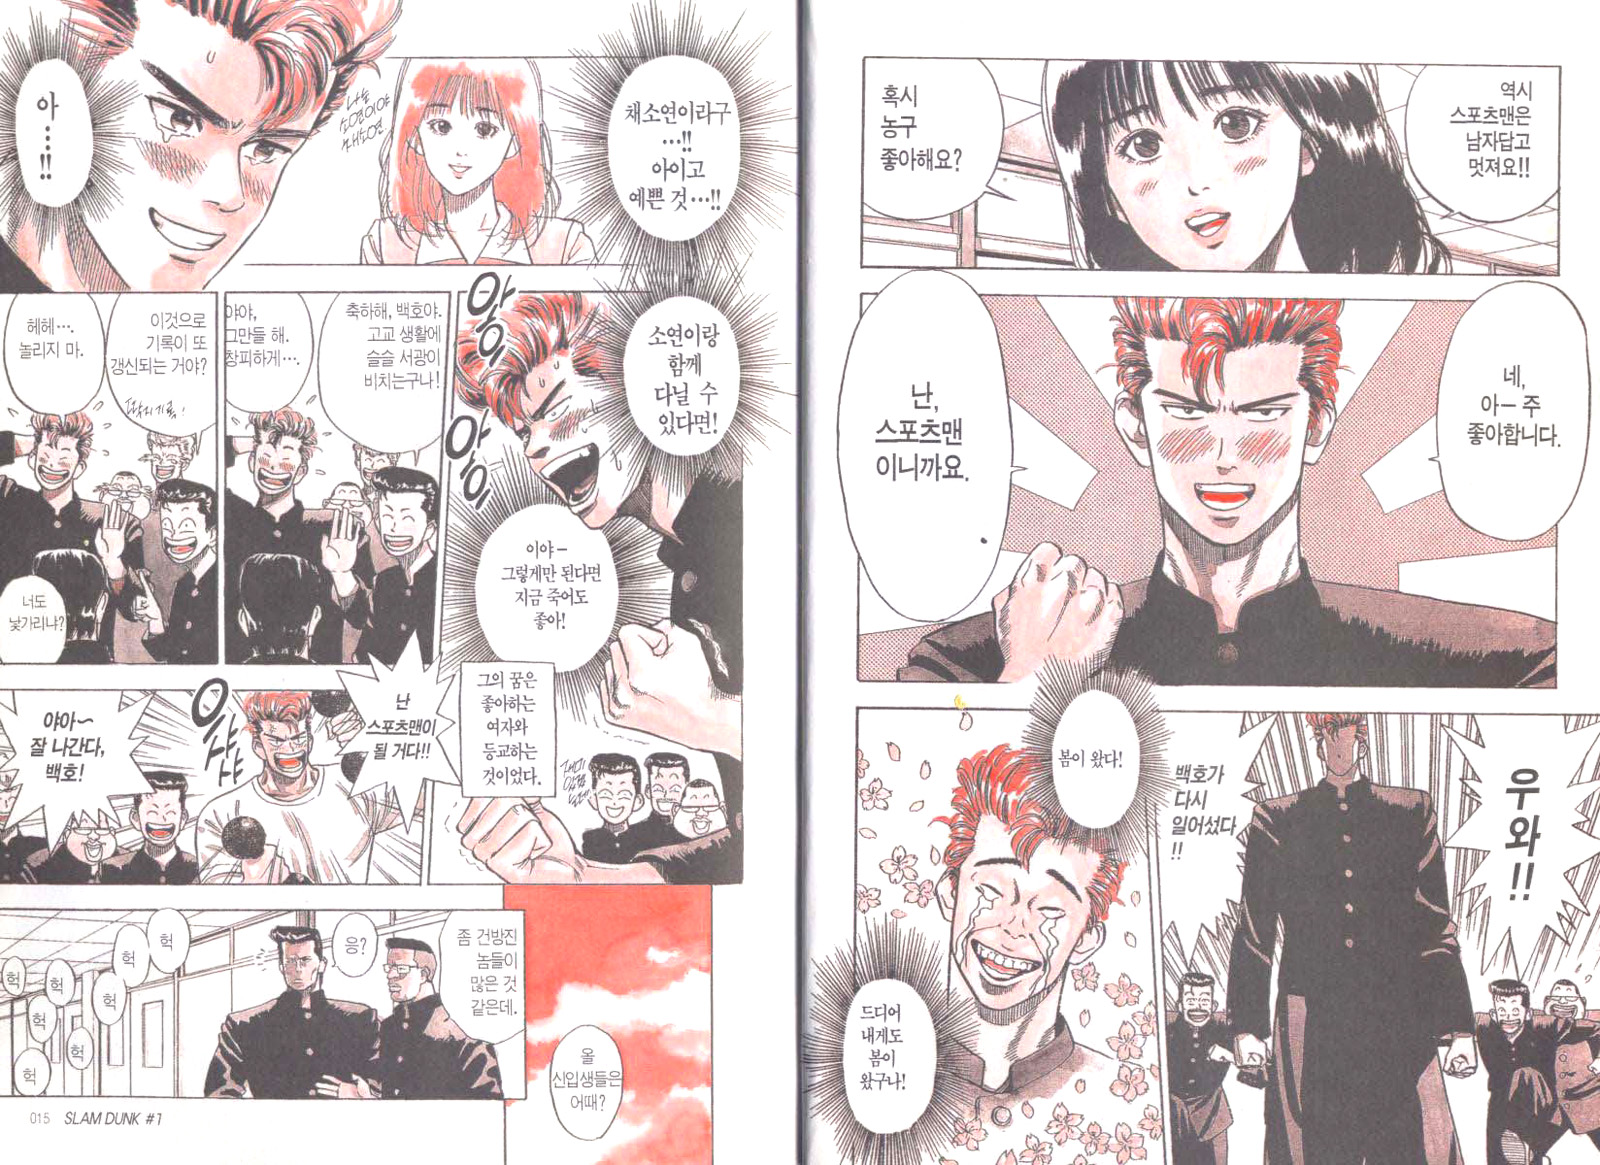 역시
스포츠맨은
남자답고
멋져요!!
혹시
농구
좋아해요?
네,
아ー주
좋아합니다.
난,
스포츠맨
이니까요.
우
와
!!
백호가
다시
일어섰다
!!
봄이 왔다!
드디어
내게도
봄이
왔구나!
채소연이라구
…!!
아이고
예쁜 것…!!
나는
소연이야
채소연.
아
…
!!
소연이랑
함께
다닐 수
있다면!
아옹
아옹
이야ー
그렇게만 된다면
지금 죽어도
좋아!
그의 꿈은
좋아하는
여자와
등교하는
것이었다.
축하해, 백호야.
고교 생활에
슬슬 서광이
비치는구나!
야야,
그만들 해.
창피하게….
이것으로
기록이 또
갱신되는 거야?
헤헤….
놀리지 마.
너도
낯가리냐?
난
스포츠맨이
될 거다!!
으
샤
샤
야아~
잘 나간다,
백호!
올
신입생들은
어때?
좀 건방진
놈들이
많은 것
같은데.
응?
헉
헉
헉
헉
헉
헉
헉
헉
015 SLAM DUNK #1